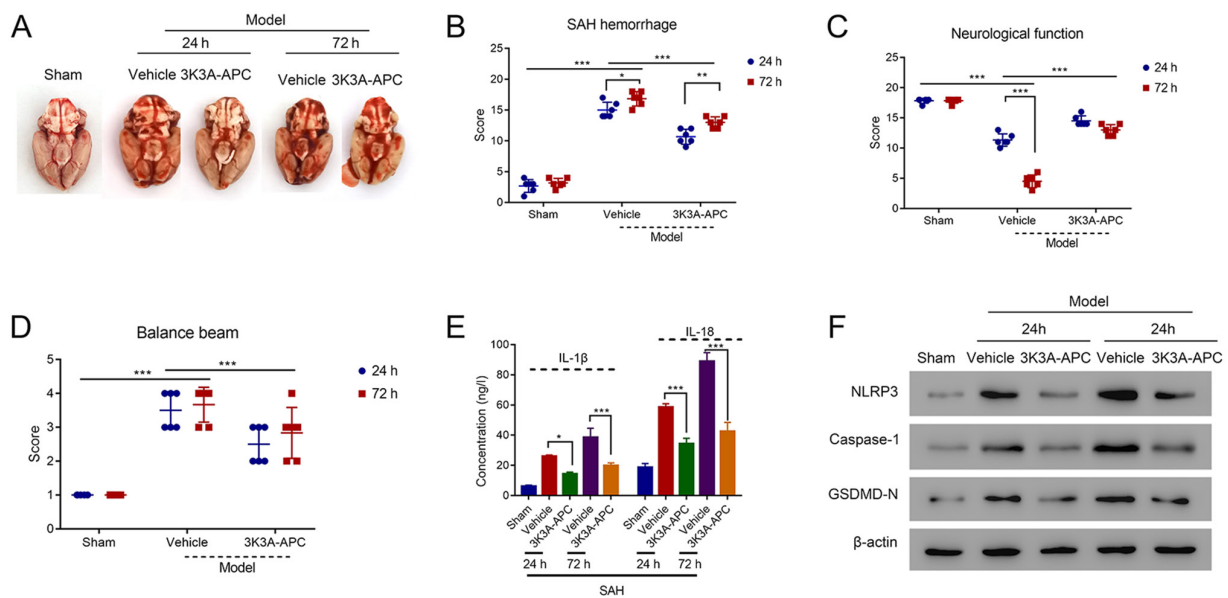 A
Model
24 h
72 h
Sham
Vehicle 3K3A-APC
Vehicle 3K3A-APC
B
SAH hemorrhage
Score
25
20
15
10
5
0
***
***
*
**
24 h
72 h
Sham
Vehicle
3K3A-APC
Model
C
Neurological function
Score
25
20
15
10
5
0
***
***
***
24 h
72 h
Sham
Vehicle
3K3A-APC
Model
D
Balance beam
Score
5
4
3
2
1
0
***
***
24 h
72 h
Sham
Vehicle
3K3A-APC
Model
E
IL-1β
IL-18
Concentration (ng/l)
100
80
60
40
20
0
*
***
***
***
Sham
Vehicle
3K3A-APC
Vehicle
3K3A-APC
Sham
Vehicle
3K3A-APC
Vehicle
3K3A-APC
24 h
72 h
24 h
72 h
SAH
F
Model
24h
24h
Sham
Vehicle 3K3A-APC
Vehicle 3K3A-APC
NLRP3
Caspase-1
GSDMD-N
β-actin